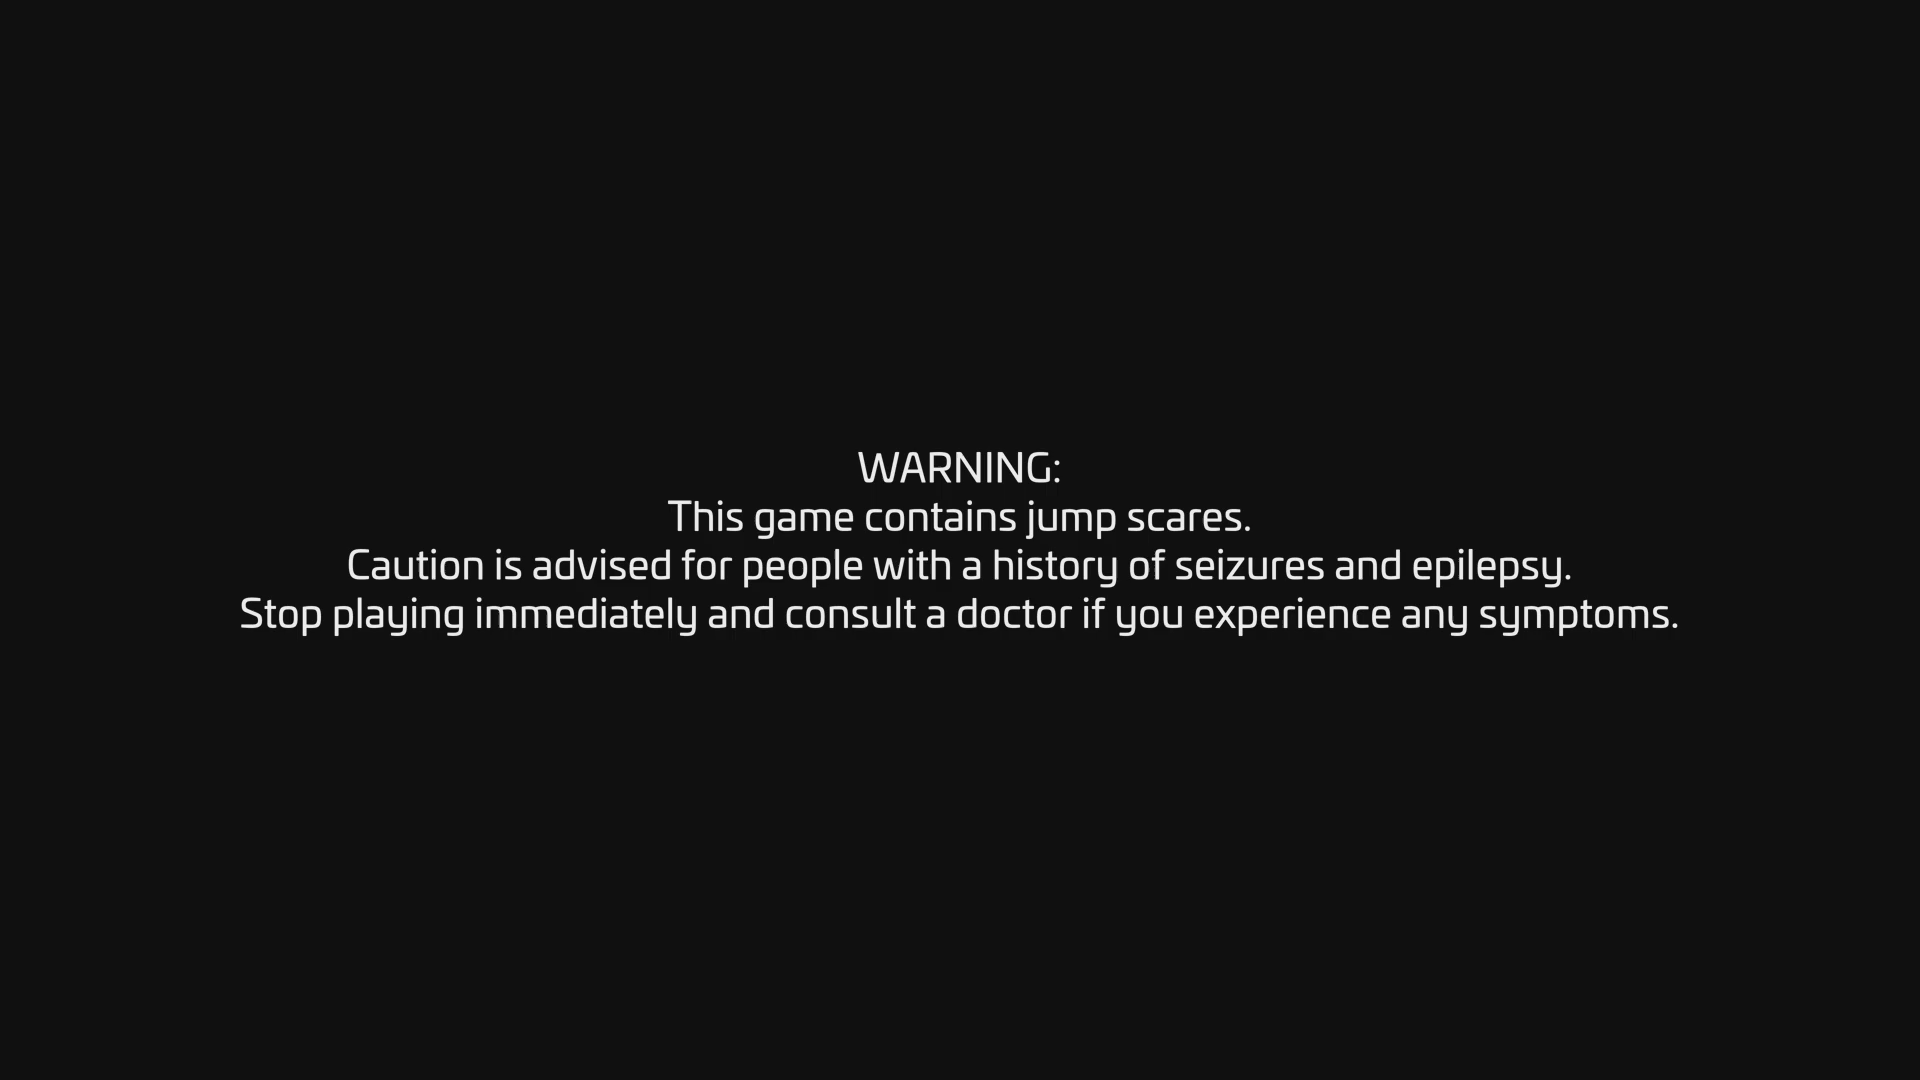 WARNING:
This game contains jump scares.
Caution is advised for people with a history of seizures and epilepsy.
Stop playing immediately and consult a doctor if you experience any symptoms.